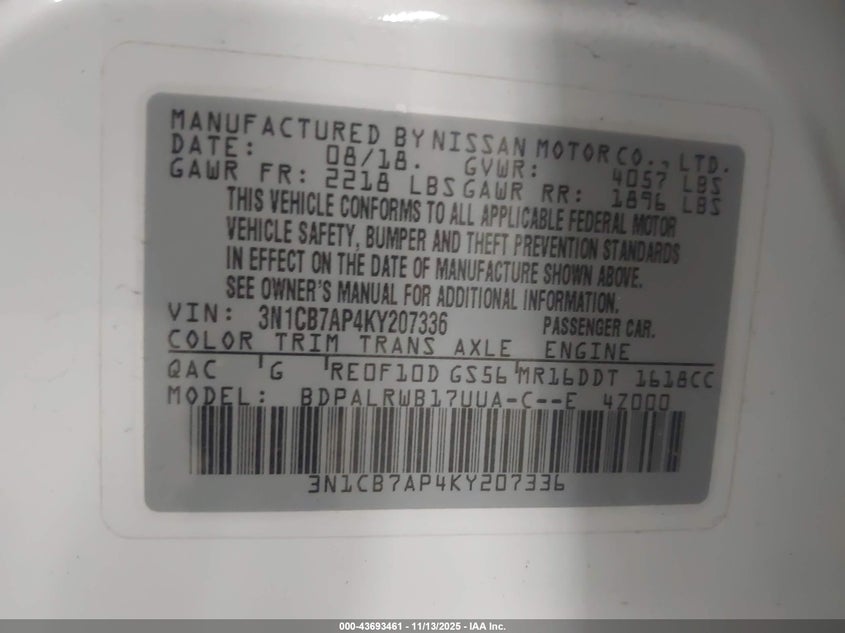 MANUFACTURED BY NISSAN MOTOR CO., LTD.
DATE: 08/18. GVWR: 4057 LBS
GAWR FR: 2218 LBS GAWR RR: 1896 LBS
THIS VEHICLE CONFORMS TO ALL APPLICABLE FEDERAL MOTOR
VEHICLE SAFETY, BUMPER AND THEFT PREVENTION STANDARDS
IN EFFECT ON THE DATE OF MANUFACTURE SHOWN ABOVE.
SEE OWNER'S MANUAL FOR ADDITIONAL INFORMATION.
VIN: 3N1CB7AP4KY207336 PASSENGER CAR.
COLOR TRIM TRANS AXLE ENGINE
QAC G RE0F10D GS56 MR16DDT 1618CC
MODEL: BDPALRWB17UUA-C--E 4Z000
3N1CB7AP4KY207336
000-43693461 - 11/13/2025 - IAA Inc.